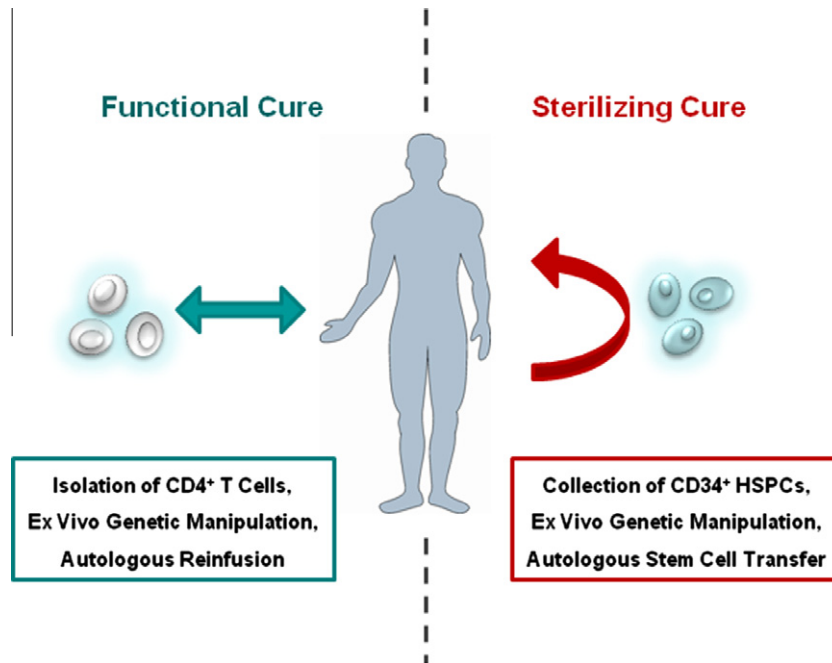 Functional Cure
Sterilizing Cure
Isolation of CD4⁺ T Cells,
Ex Vivo Genetic Manipulation,
Autologous Reinfusion
Collection of CD34⁺ HSPCs,
Ex Vivo Genetic Manipulation,
Autologous Stem Cell Transfer